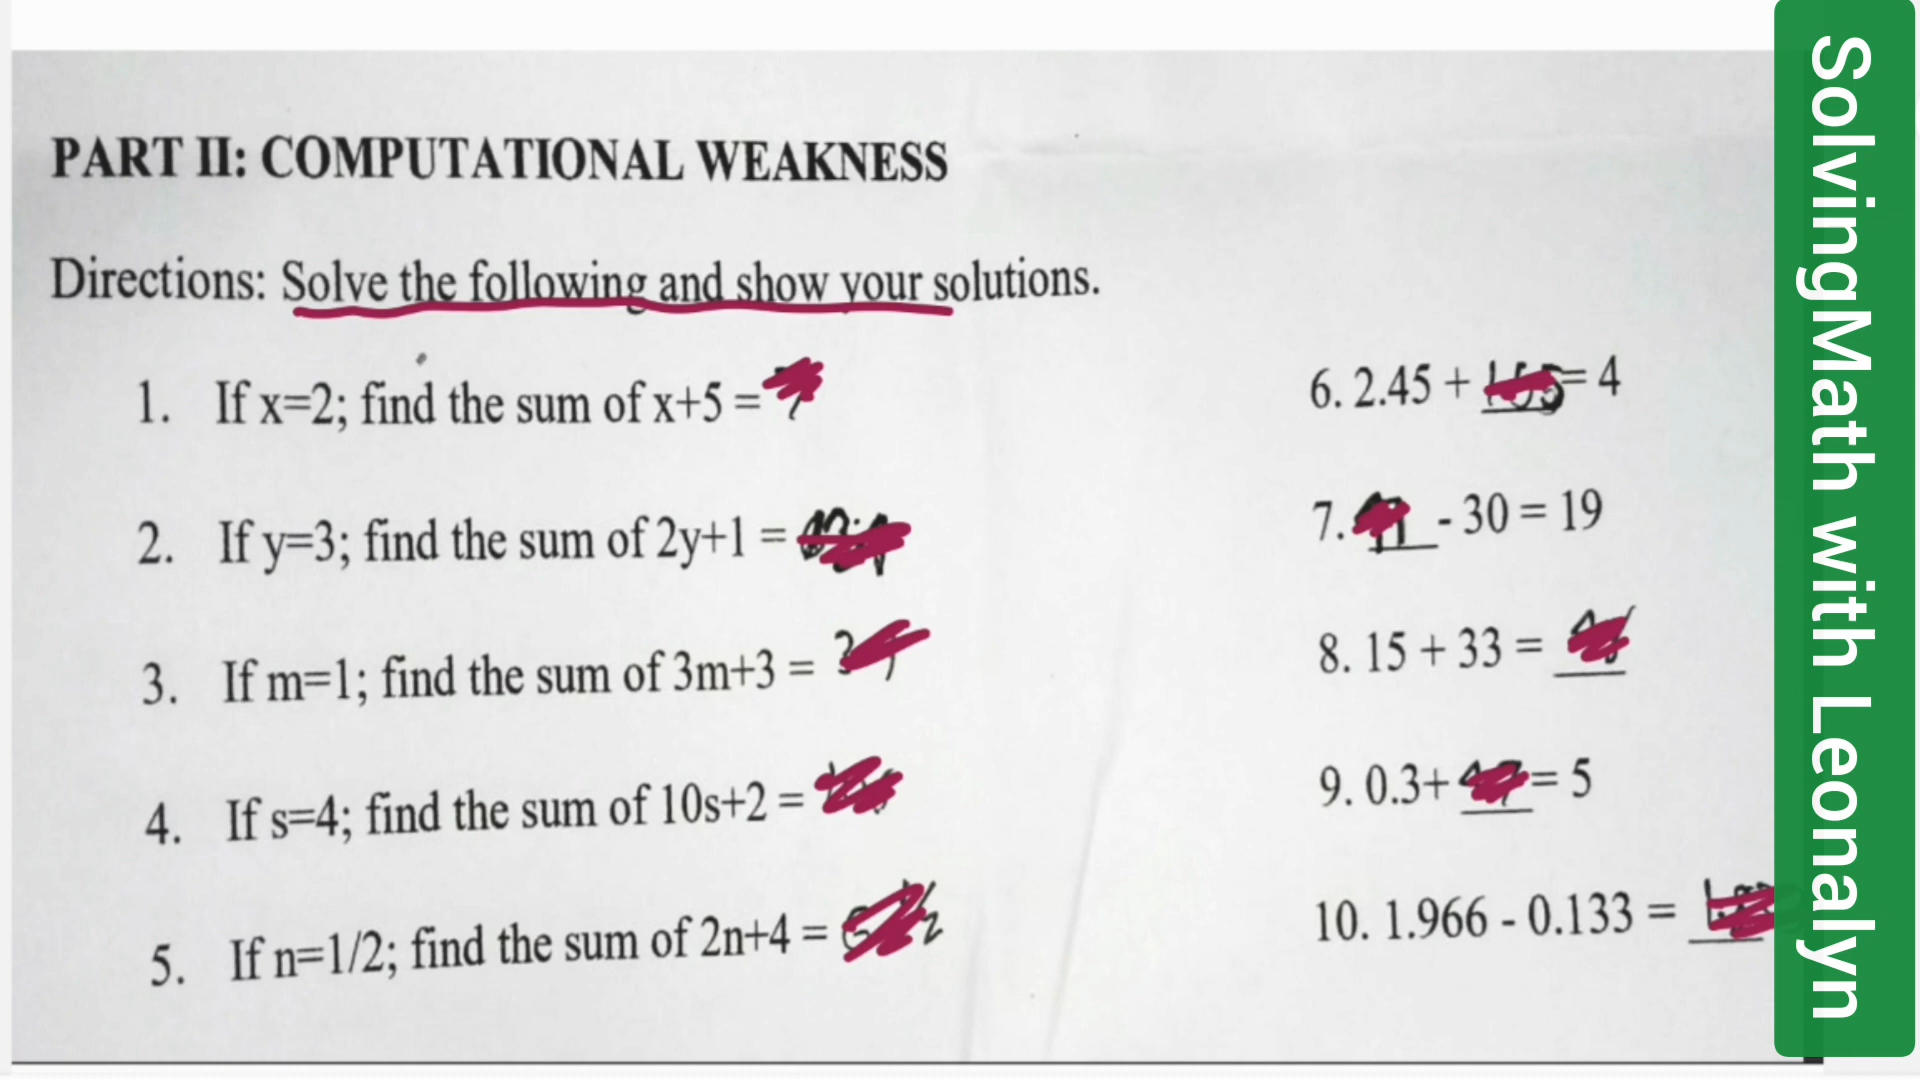 PART II: COMPUTATIONAL WEAKNESS
Directions: Solve the following and show your solutions.
1. If x=2; find the sum of x+5 =
2. If y=3; find the sum of 2y+1 =
3. If m=1; find the sum of 3m+3 =
4. If s=4; find the sum of 10s+2 =
5. If n=1/2; find the sum of 2n+4 =
6. 2.45 + = 4
7. - 30 = 19
8. 15 + 33 =
9. 0.3+ = 5
10. 1.966 - 0.133 =
SolvingMath with Leonalyn